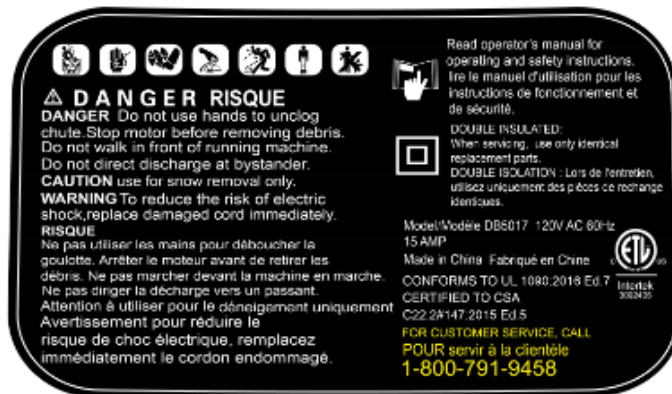 ⚠ DANGER RISQUE
DANGER Do not use hands to unclog
chute.Stop motor before removing debris.
Do not walk in front of running machine.
Do not direct discharge at bystander.
CAUTION use for snow removal only.
WARNING To reduce the risk of electric
shock,replace damaged cord immediately.
RISQUE
Ne pas utiliser les mains pour déboucher la
goulotte. Arrêter le moteur avant de retirer les
débris. Ne pas marcher devant la machine en marche.
Ne pas diriger la décharge vers un passant.
Attention à utiliser pour le déneigement uniquement
Avertissement pour réduire le
risque de choc électrique, remplacez
immédiatement le cordon endommagé.
Read operator's manual for
operating and safety instructions.
lire le manuel d'utilisation pour les
instructions de fonctionnement et
de sécurité.
DOUBLE INSULATED:
When servicing, use only identical
replacement parts.
DOUBLE ISOLATION : Lors de l'entretien,
utilisez uniquement des pièces de rechange
identiques.
Model/Modèle DB5017 120V AC 60Hz
15 AMP
Made in China Fabriqué en Chine
CONFORMS TO UL 1090:2016 Ed.7
CERTIFIED TO CSA
C22.2#147.2015 Ed.5
ETL
Intertek
FOR CUSTOMER SERVICE, CALL
POUR servir à la clientèle
1-800-791-9458